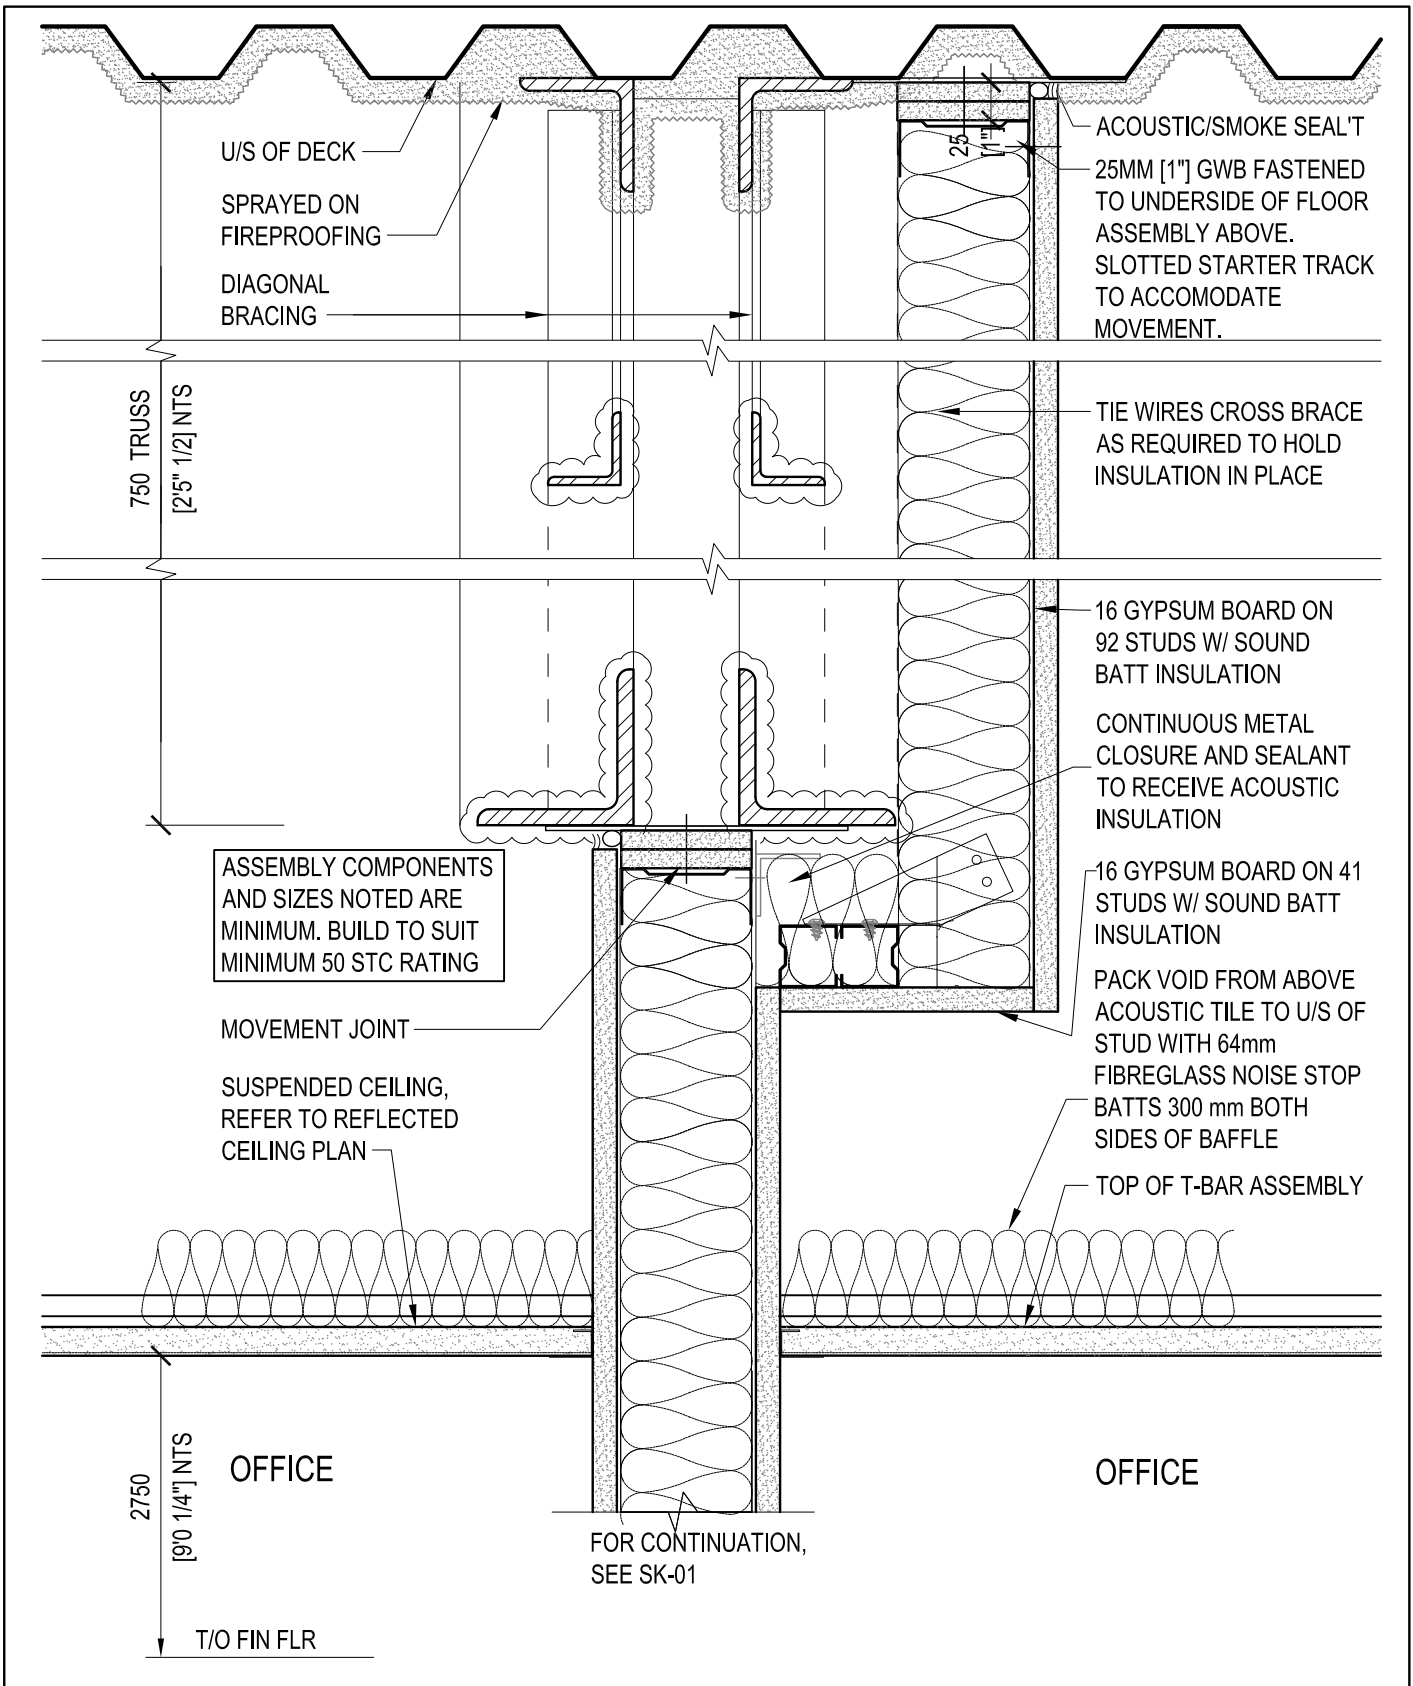 U/S OF DECK
SPRAYED ON
FIREPROOFING
DIAGONAL
BRACING
750 TRUSS
[2'5" 1/2] NTS
25
[1"]
ACOUSTIC/SMOKE SEAL'T
25MM [1"] GWB FASTENED
TO UNDERSIDE OF FLOOR
ASSEMBLY ABOVE.
SLOTTED STARTER TRACK
TO ACCOMODATE
MOVEMENT.
TIE WIRES CROSS BRACE
AS REQUIRED TO HOLD
INSULATION IN PLACE
16 GYPSUM BOARD ON
92 STUDS W/ SOUND
BATT INSULATION
CONTINUOUS METAL
CLOSURE AND SEALANT
TO RECEIVE ACOUSTIC
INSULATION
16 GYPSUM BOARD ON 41
STUDS W/ SOUND BATT
INSULATION
PACK VOID FROM ABOVE
ACOUSTIC TILE TO U/S OF
STUD WITH 64mm
FIBREGLASS NOISE STOP
BATTS 300 mm BOTH
SIDES OF BAFFLE
TOP OF T-BAR ASSEMBLY
ASSEMBLY COMPONENTS
AND SIZES NOTED ARE
MINIMUM. BUILD TO SUIT
MINIMUM 50 STC RATING
MOVEMENT JOINT
SUSPENDED CEILING,
REFER TO REFLECTED
CEILING PLAN
OFFICE
OFFICE
2750
[9'0 1/4"] NTS
FOR CONTINUATION,
SEE SK-01
T/O FIN FLR